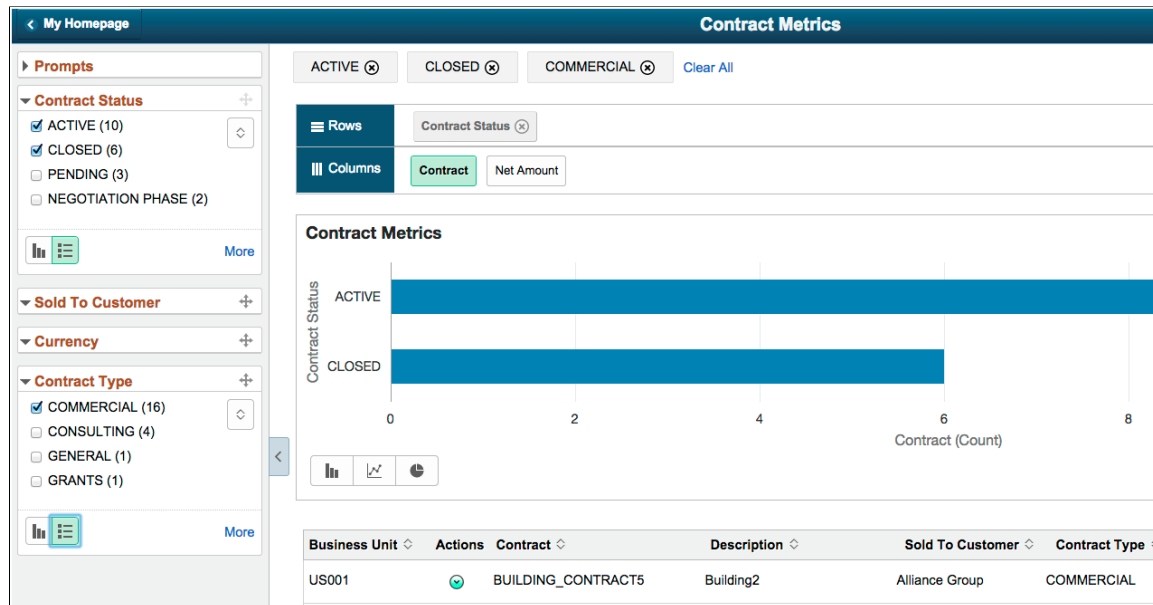 My Homepage
Contract Metrics
Prompts
Contract Status
ACTIVE (10)
CLOSED (6)
PENDING (3)
NEGOTIATION PHASE (2)
More
Sold To Customer
Currency
Contract Type
COMMERCIAL (16)
CONSULTING (4)
GENERAL (1)
GRANTS (1)
More
ACTIVE CLOSED COMMERCIAL Clear All
Rows Contract Status
Columns Contract Net Amount
Contract Metrics
Contract Status
ACTIVE
CLOSED
0 2 4 6 8
Contract (Count)
Business Unit Actions Contract Description Sold To Customer Contract Type
US001 BUILDING_CONTRACT5 Building2 Alliance Group COMMERCIAL